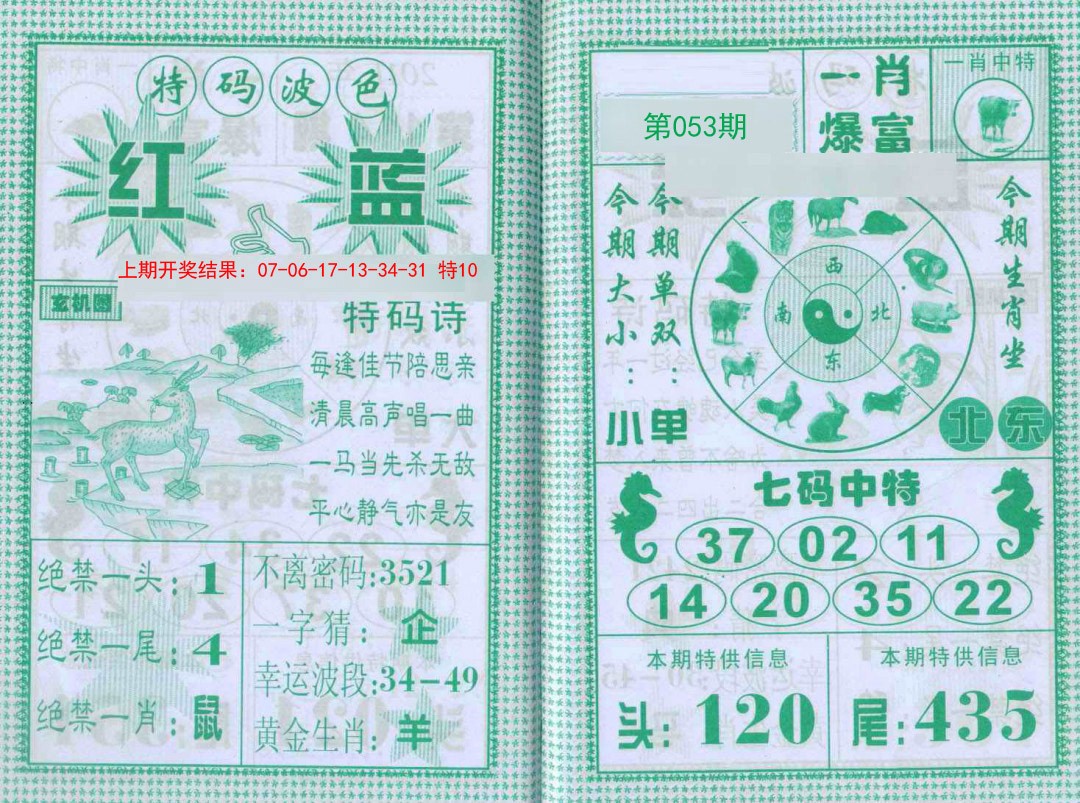 特码波色
红 蓝
上期开奖结果：07-06-17-13-34-31 特10
玄机图
特码诗
每逢佳节陪思亲
清晨高声唱一曲
一马当先杀无敌
平心静气亦是友
绝禁一头：1
绝禁一尾：4
绝禁一肖：鼠
不离密码：3521
一字猜：企
幸运波段：34-49
黄金生肖：羊
第053期
一肖
爆富
一肖中特
今期大小：小
今期单双：单
西
南 北
东
今期生肖坐
北东
七码中特
37 02 11
14 20 35 22
本期特供信息
头：120
本期特供信息
尾：435